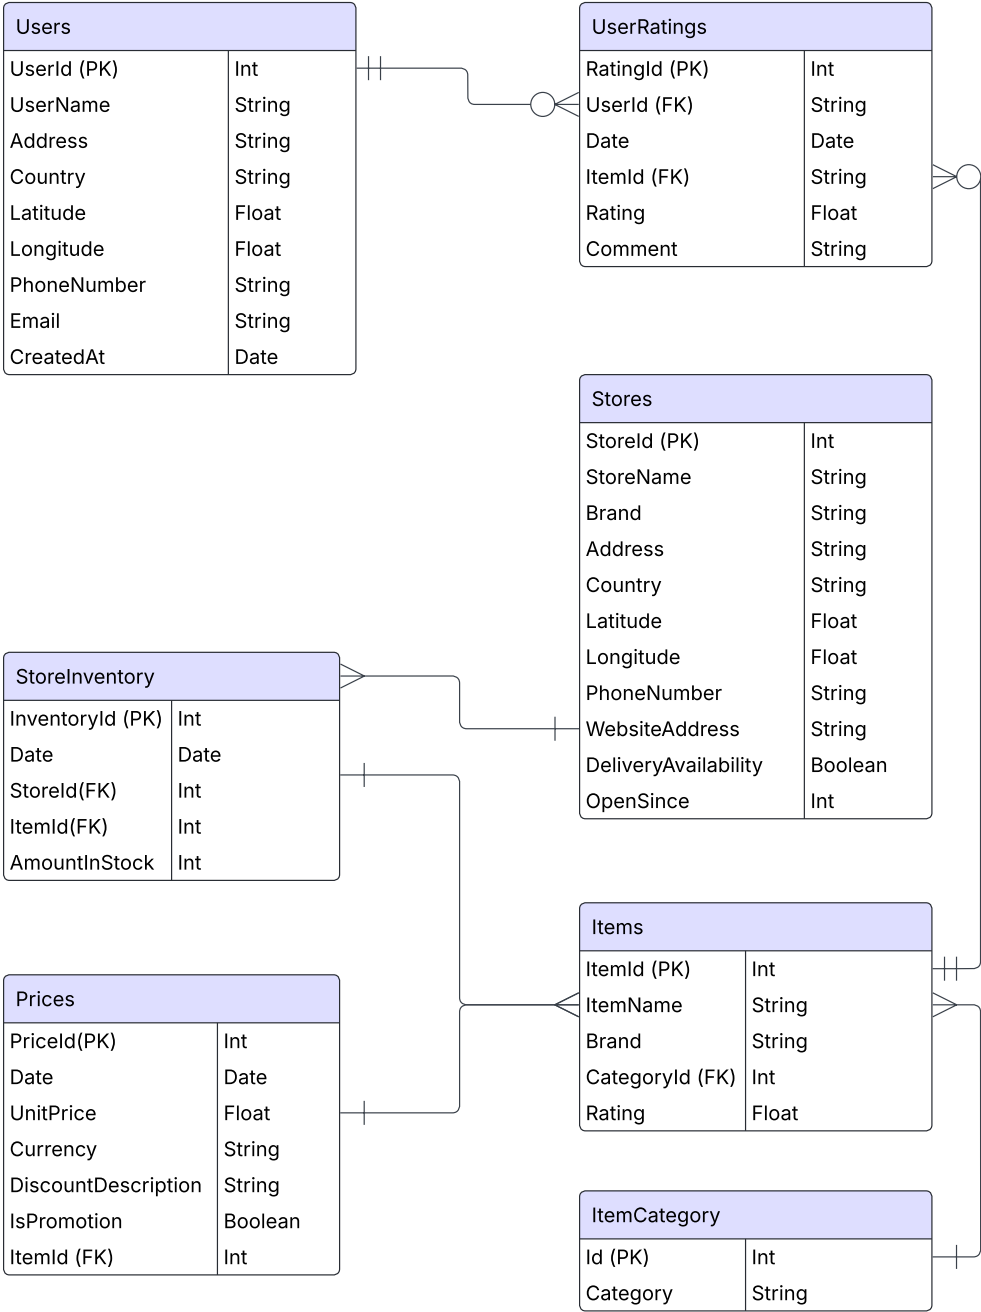 Users
UserId (PK) Int
UserName String
Address String
Country String
Latitude Float
Longitude Float
PhoneNumber String
Email String
CreatedAt Date
UserRatings
RatingId (PK) Int
UserId (FK) String
Date Date
ItemId (FK) String
Rating Float
Comment String
Stores
StoreId (PK) Int
StoreName String
Brand String
Address String
Country String
Latitude Float
Longitude Float
PhoneNumber String
WebsiteAddress String
DeliveryAvailability Boolean
OpenSince Int
StoreInventory
InventoryId (PK) Int
Date Date
StoreId(FK) Int
ItemId(FK) Int
AmountInStock Int
Items
ItemId (PK) Int
ItemName String
Brand String
CategoryId (FK) Int
Rating Float
Prices
PriceId(PK) Int
Date Date
UnitPrice Float
Currency String
DiscountDescription String
IsPromotion Boolean
ItemId (FK) Int
ItemCategory
Id (PK) Int
Category String